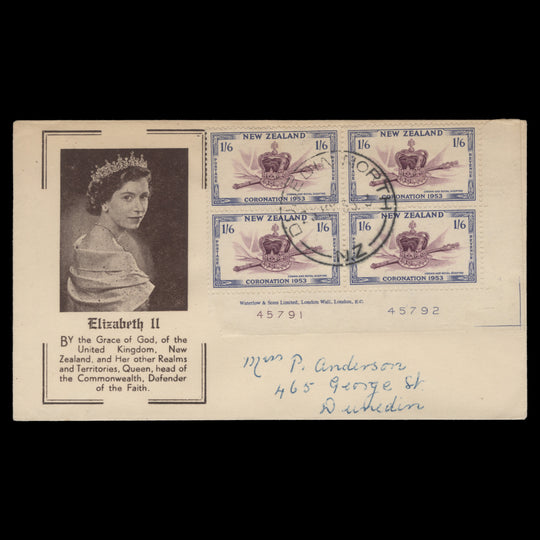 Elizabeth II
BY the Grace of God, of the
United Kingdom, New
Zealand, and Her other Realms
and Territories, Queen, head of
the Commonwealth, Defender
of the Faith.
NEW ZEALAND
1/6 1/6
CORONATION 1953
NEW ZEALAND
1/6 1/6
CORONATION 1953
NEW ZEALAND
1/6 1/6
CORONATION 1953
NEW ZEALAND
1/6 1/6
CORONATION 1953
DUNEDIN NORTH
NZ
Waterlow & Sons Limited, London Wall, London, E.C.
45791 45792
P. Anderson
465 George St
Dunedin